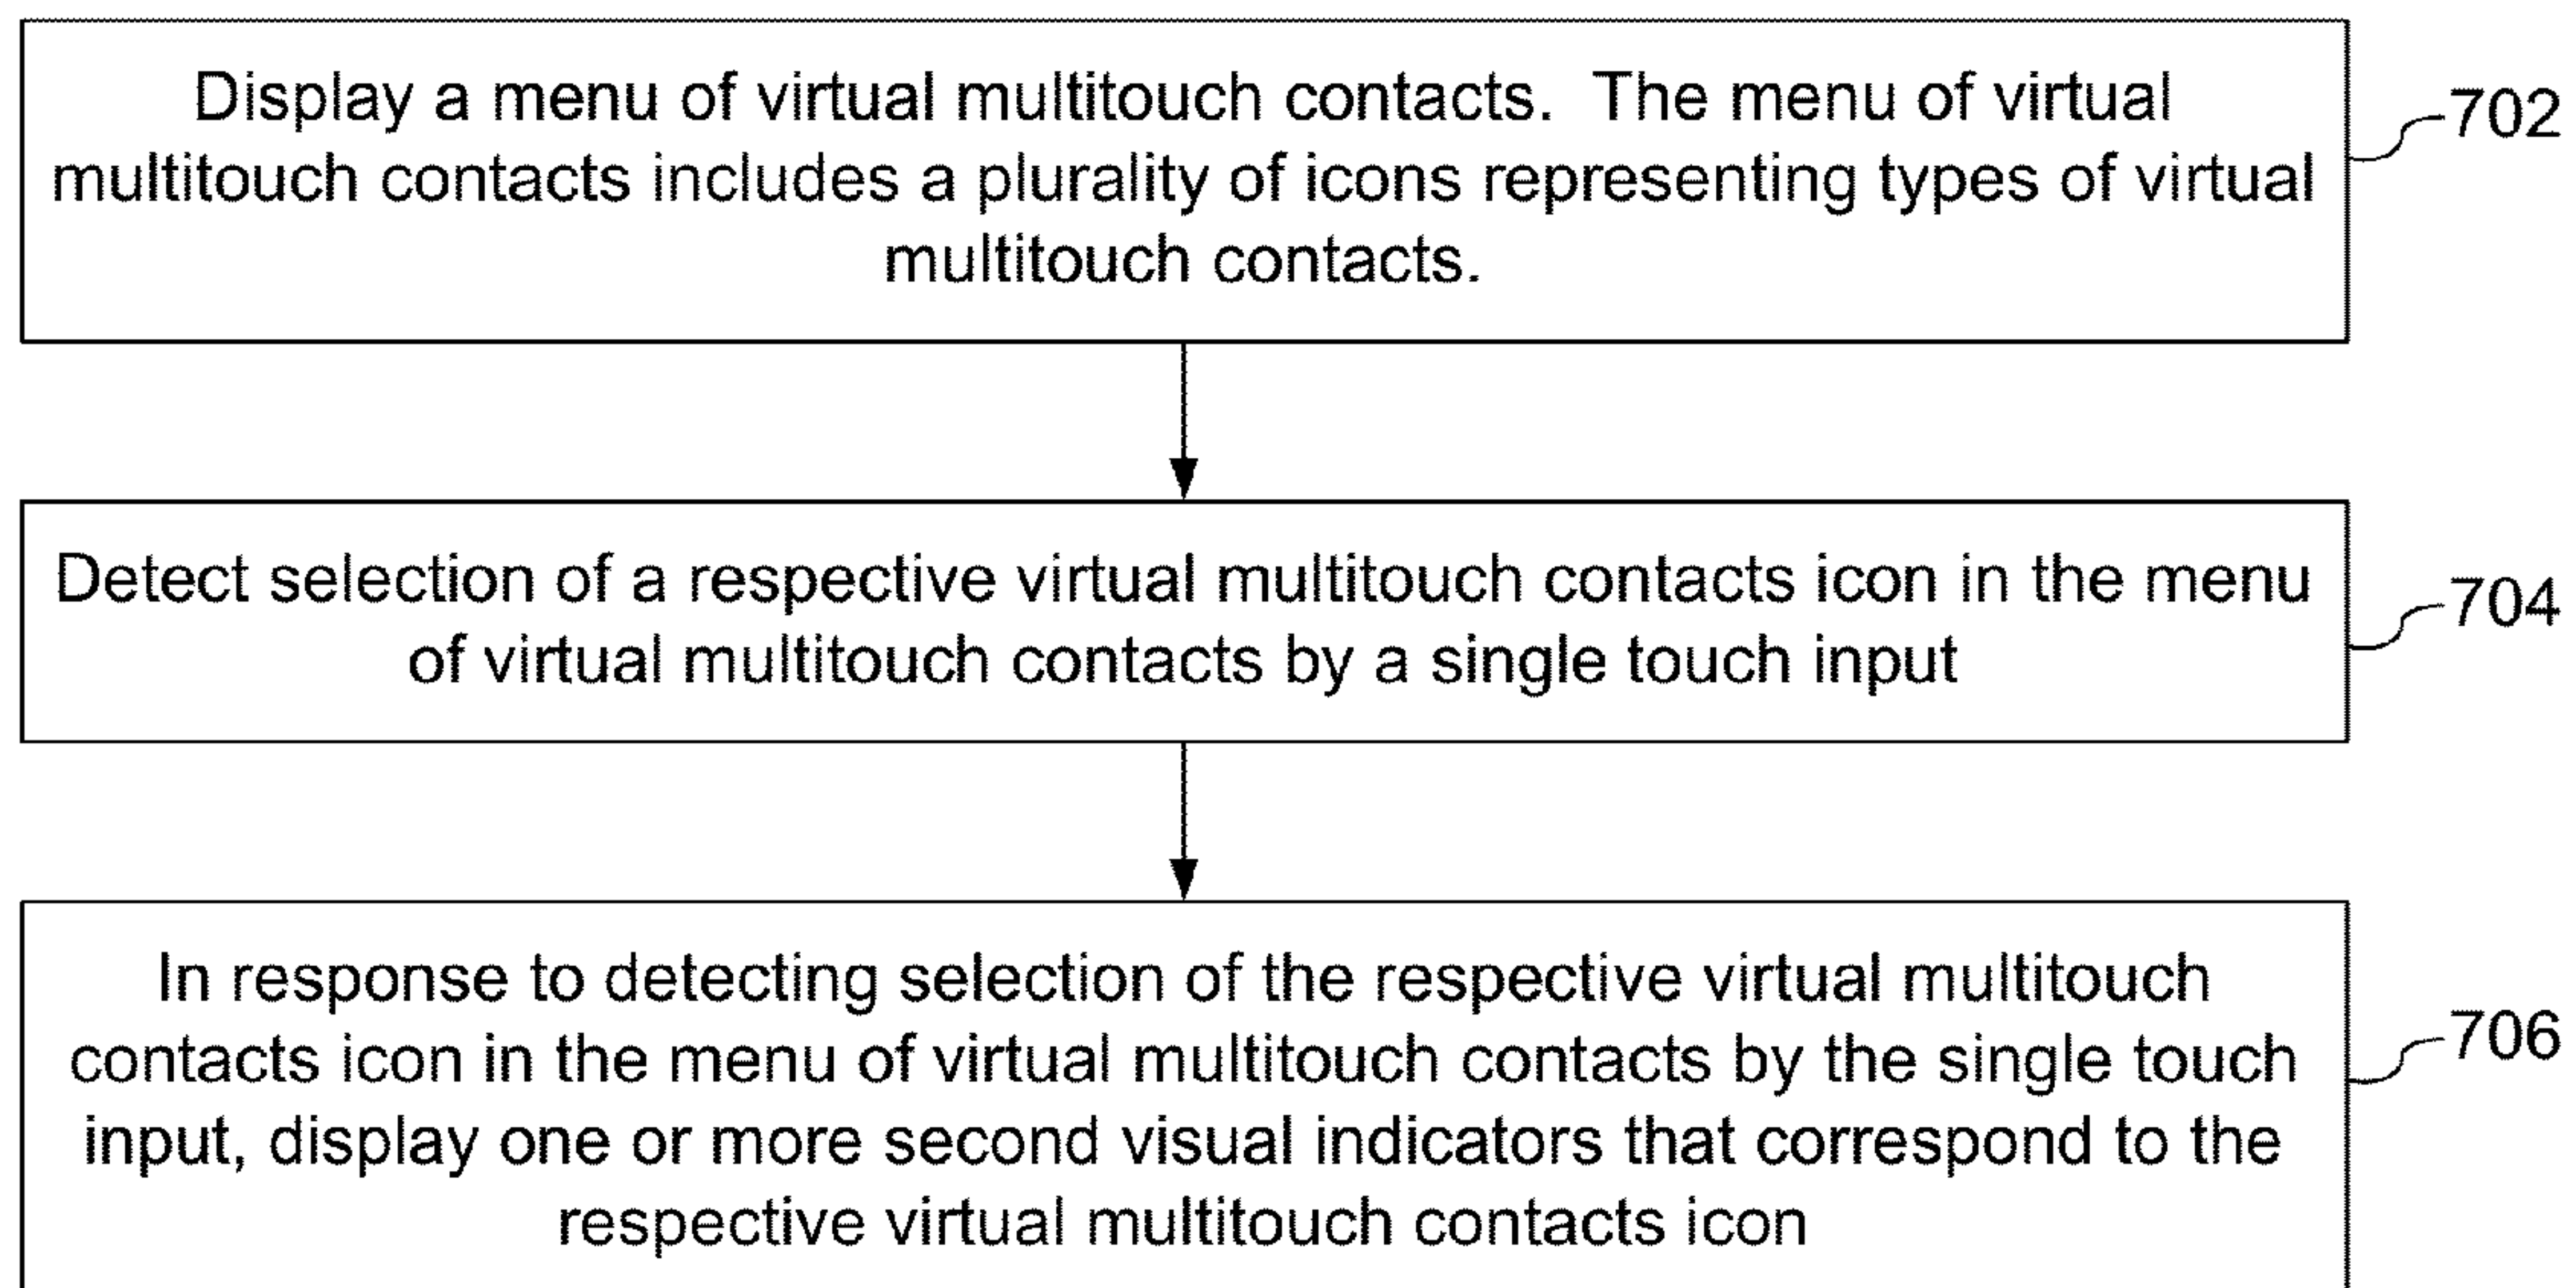 Display a menu of virtual multitouch contacts.  The menu of virtual
multitouch contacts includes a plurality of icons representing types of virtual
multitouch contacts.
702
Detect selection of a respective virtual multitouch contacts icon in the menu
of virtual multitouch contacts by a single touch input
704
In response to detecting selection of the respective virtual multitouch
contacts icon in the menu of virtual multitouch contacts by the single touch
input, display one or more second visual indicators that correspond to the
respective virtual multitouch contacts icon
706